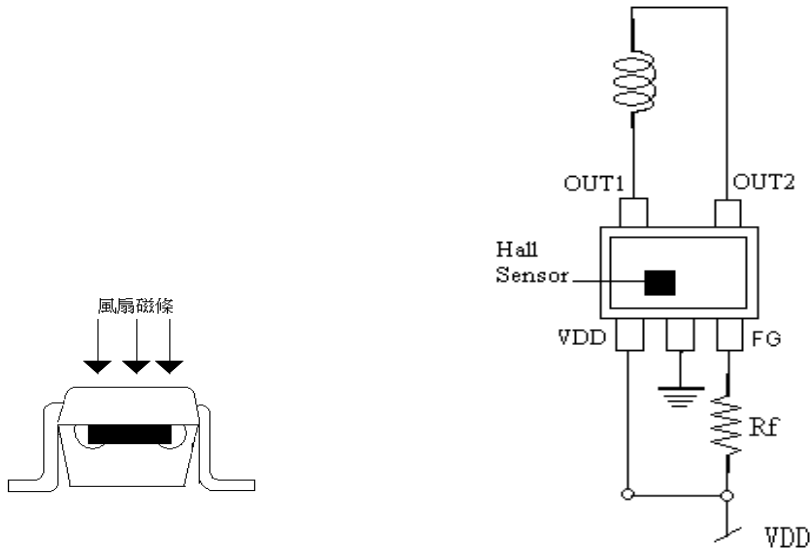 風扇磁條
OUT1
OUT2
Hall
Sensor
VDD
FG
Rf
VDD